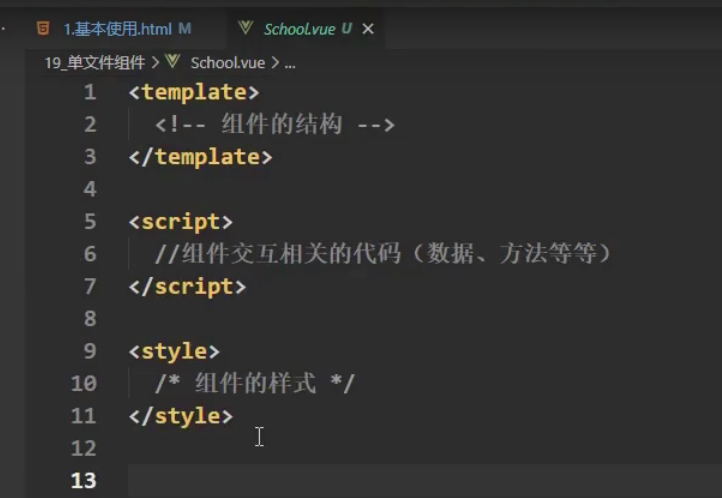 1.基本使用.html M
School.vue U
19_单文件组件 > School.vue > ...
1 <template>
2 <!-- 组件的结构 -->
3 </template>
4
5 <script>
6 //组件交互相关的代码（数据、方法等等）
7 </script>
8
9 <style>
10 /* 组件的样式 */
11 </style>
12
13